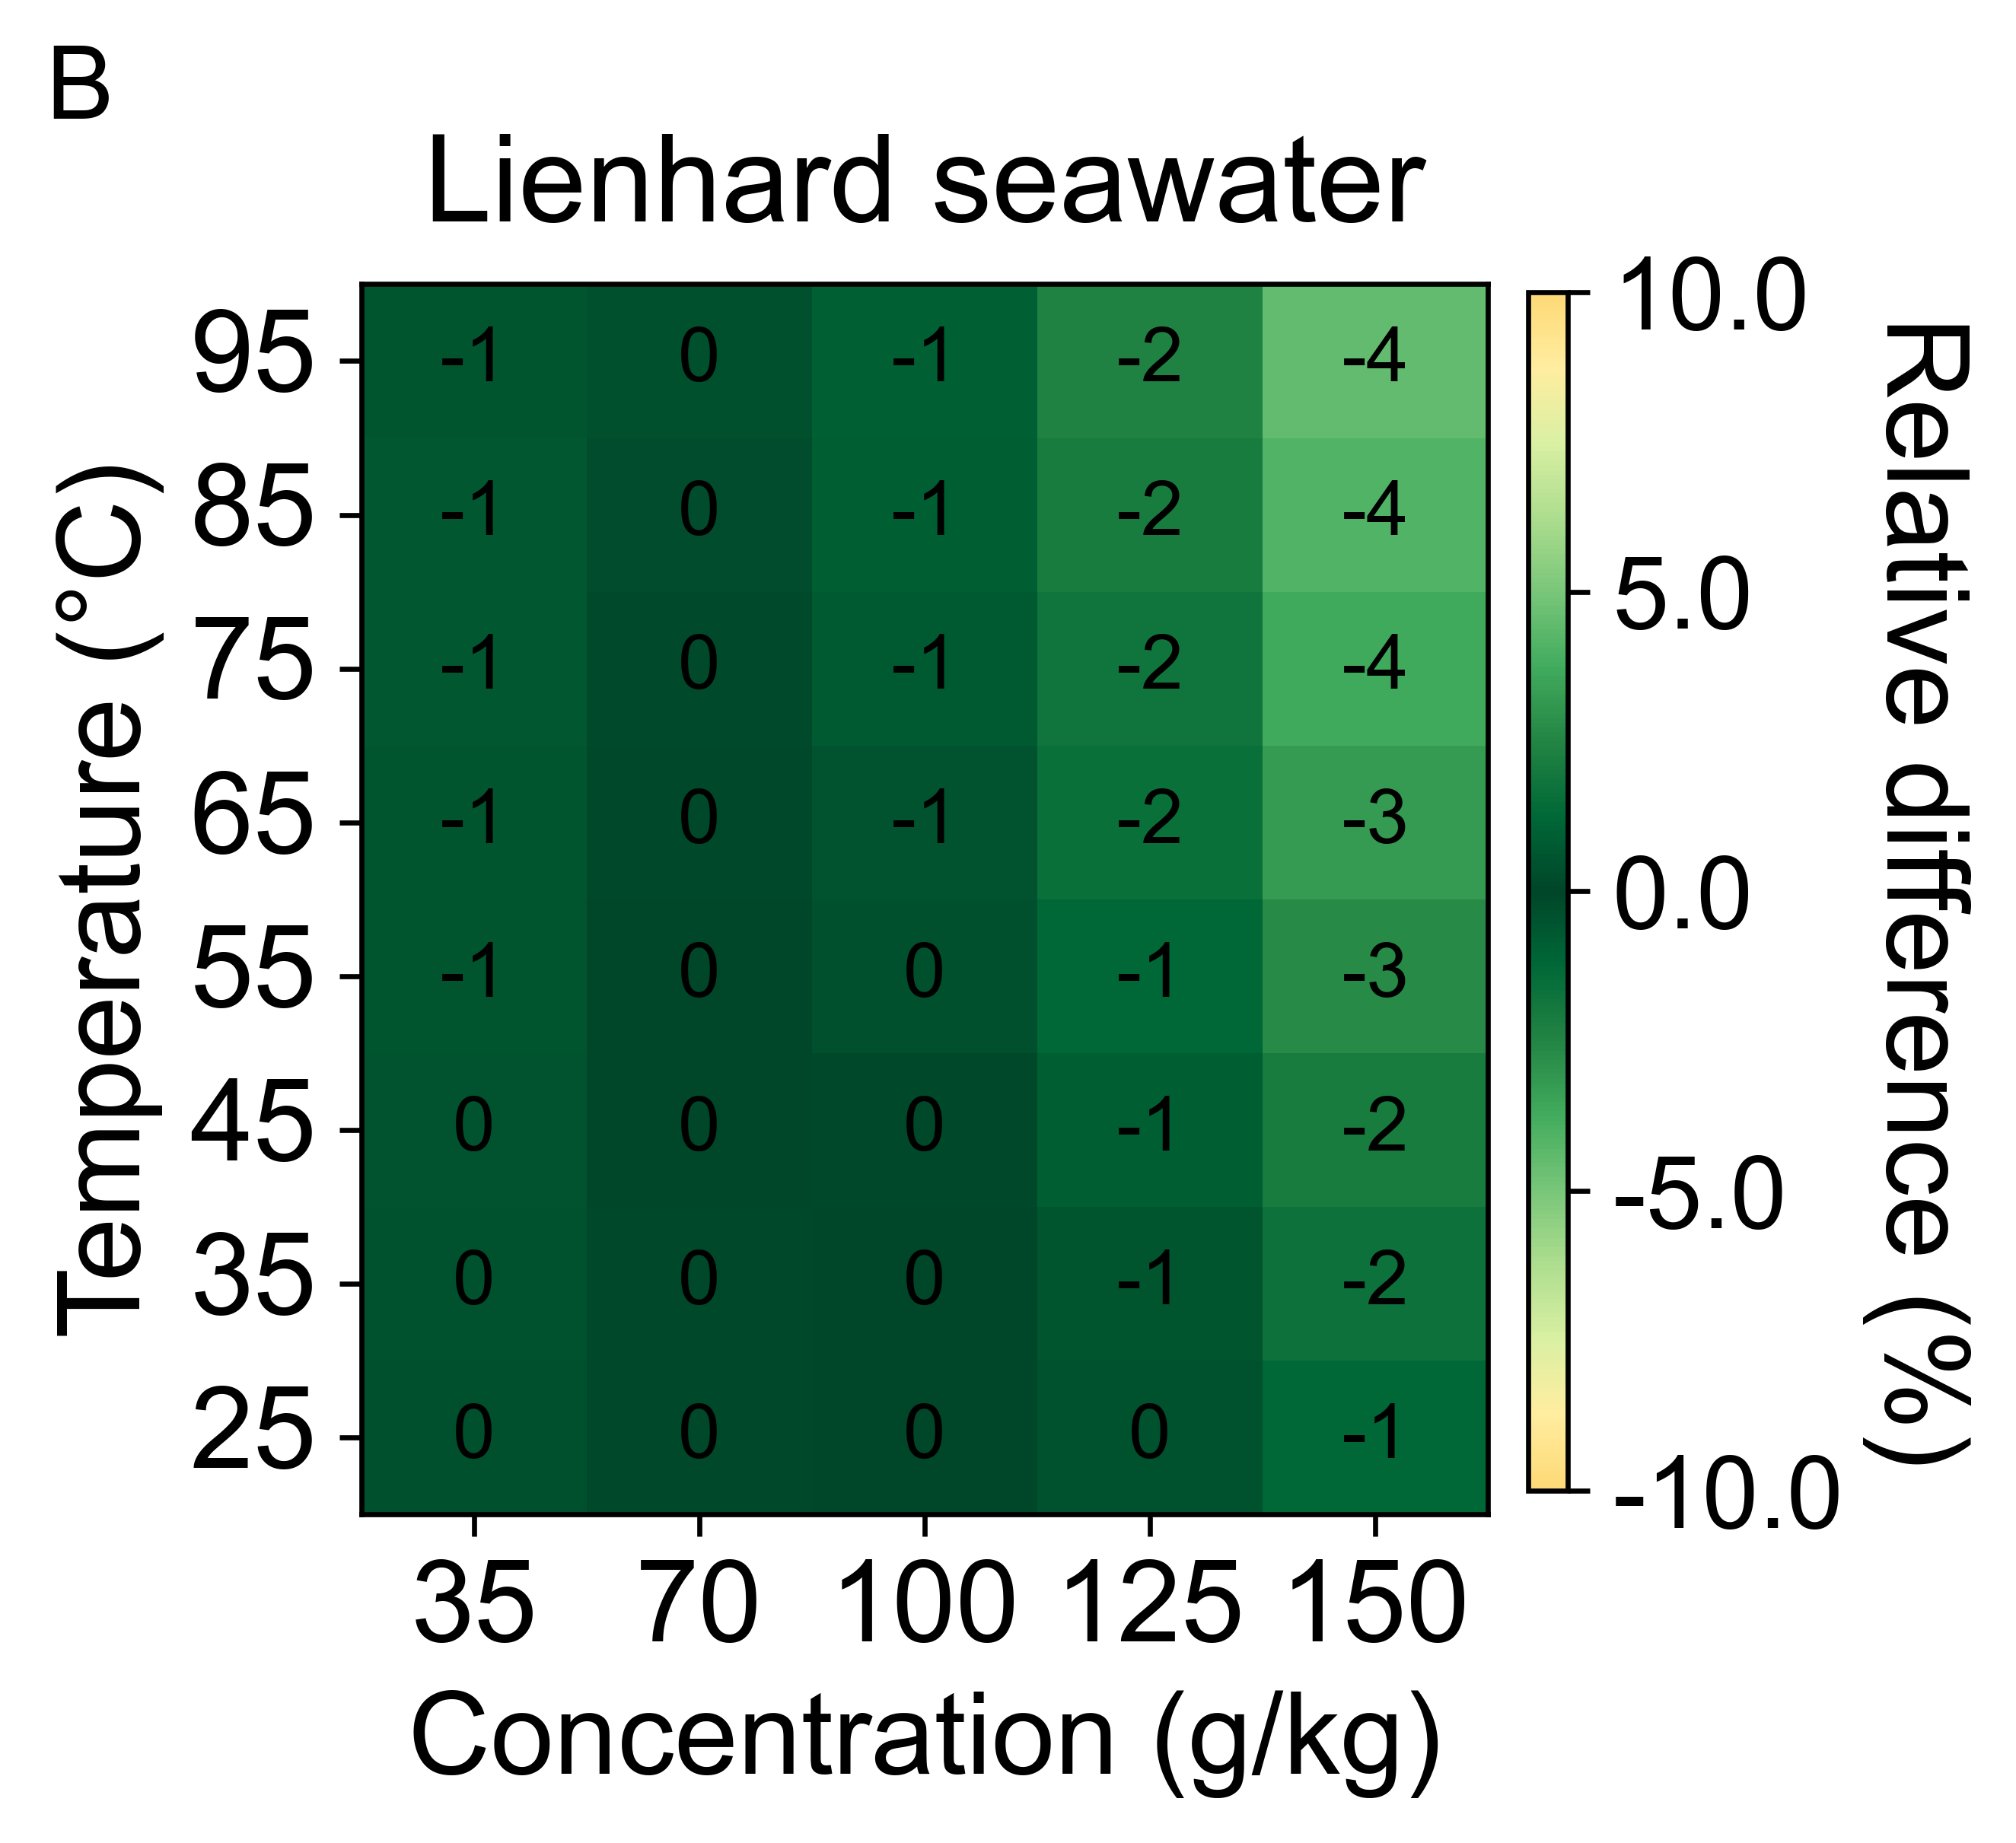 B
Lienhard seawater
95 -1 0 -1 -2 -4
85 -1 0 -1 -2 -4
75 -1 0 -1 -2 -4
65 -1 0 -1 -2 -3
55 -1 0 0 -1 -3
45 0 0 0 -1 -2
35 0 0 0 -1 -2
25 0 0 0 0 -1
35 70 100 125 150
Concentration (g/kg)
Temperature (°C)
10.0
5.0
0.0
-5.0
-10.0
Relative difference (%)